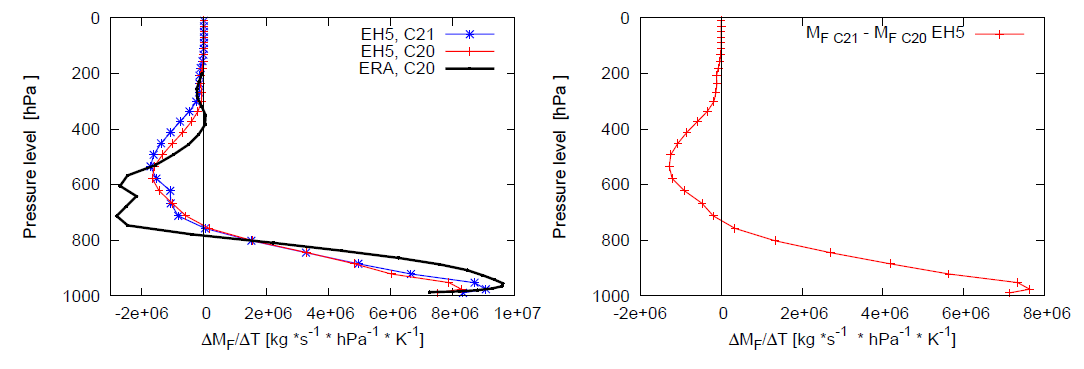 0
200
400
600
800
1000
Pressure level [hPa]
EH5, C21
EH5, C20
ERA, C20
-2e+06 0 2e+06 4e+06 6e+06 8e+06 1e+07
ΔM_F/ΔT [kg *s^-1 * hPa^-1 * K^-1]
0
200
400
600
800
1000
Pressure level [hPa]
M_F C21 - M_F C20 EH5
-2e+06 0 2e+06 4e+06 6e+06 8e+06
ΔM_F/ΔT [kg *s^-1 * hPa^-1 * K^-1]